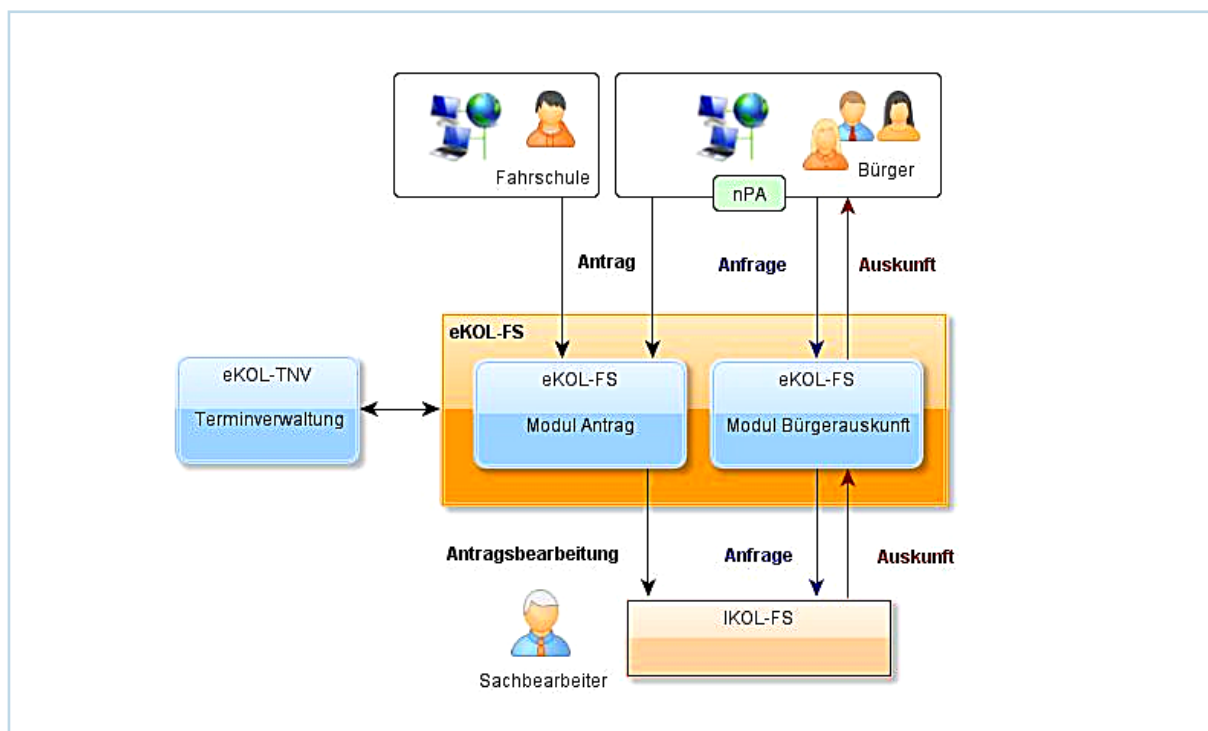 Fahrschule
Bürger
nPA
Antrag
Anfrage
Auskunft
eKOL-FS
eKOL-TNV
Terminverwaltung
eKOL-FS
Modul Antrag
eKOL-FS
Modul Bürgerauskunft
Antragsbearbeitung
Anfrage
Auskunft
IKOL-FS
Sachbearbeiter